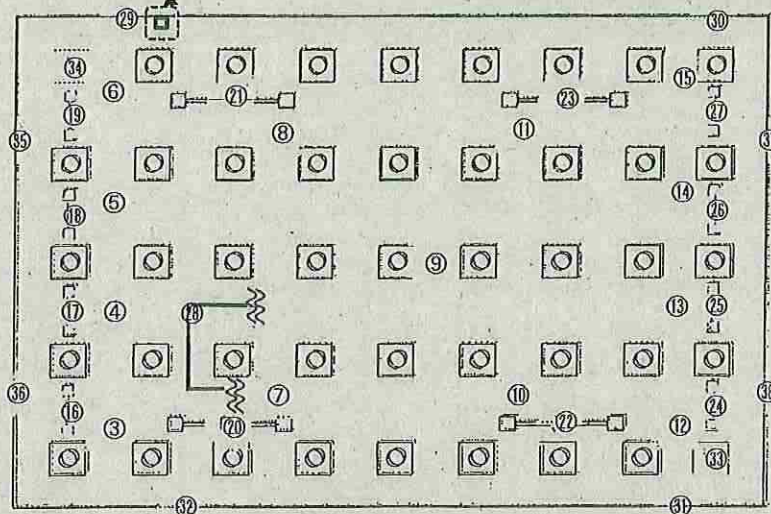 ㉙ ㉚
㉞ ⑮
⑥ ㉑ ㉓ ㉗
⑲
㉟ ⑧ ⑪
⑤ ⑭
⑱ ㉖
⑨
④ ⑰ ㉘ ⑬ ㉕
㊱ ⑦ ⑩
⑯ ㉔
③ ⑳ ㉒ ⑫
㉝
㉜ ㉛